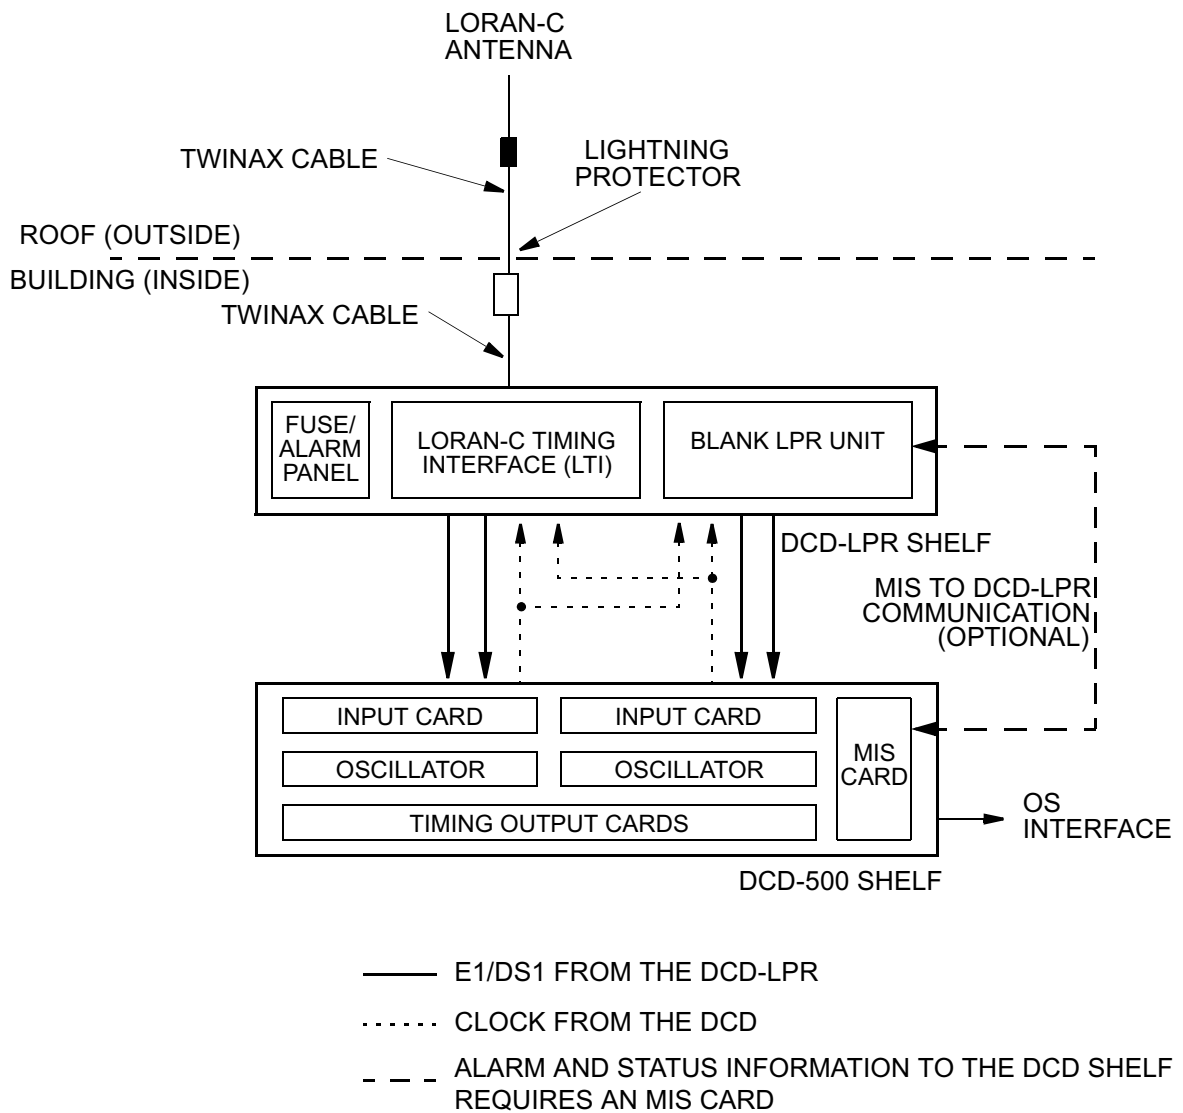 LORAN-C
ANTENNA
TWINAX CABLE
LIGHTNING
PROTECTOR
ROOF (OUTSIDE)
BUILDING (INSIDE)
TWINAX CABLE
FUSE/
ALARM
PANEL
LORAN-C TIMING
INTERFACE (LTI)
BLANK LPR UNIT
DCD-LPR SHELF
MIS TO DCD-LPR
COMMUNICATION
(OPTIONAL)
INPUT CARD
INPUT CARD
OSCILLATOR
OSCILLATOR
TIMING OUTPUT CARDS
MIS
CARD
OS
INTERFACE
DCD-500 SHELF
E1/DS1 FROM THE DCD-LPR
CLOCK FROM THE DCD
ALARM AND STATUS INFORMATION TO THE DCD SHELF
REQUIRES AN MIS CARD